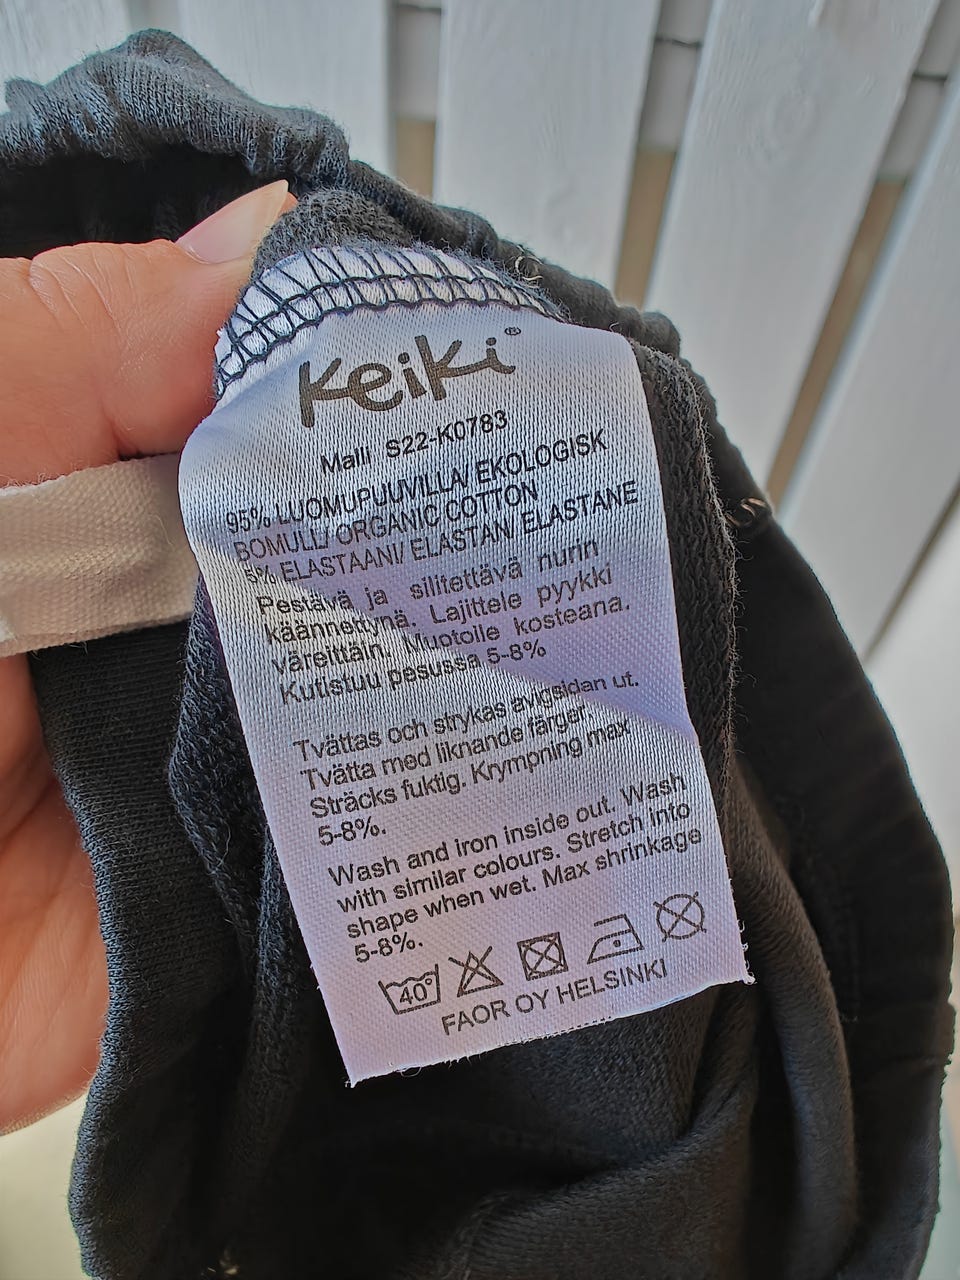 Keiki®
Malli S22-K0783
95% LUOMUPUUVILLA/ EKOLOGISK
BOMULL/ ORGANIC COTTON
5% ELASTAANI/ ELASTAN/ ELASTANE
Pestävä ja silitettävä nurin
käännettynä. Lajittele pyykki
väreittäin. Muotoile kosteana.
Kutistuu pesussa 5-8%
Tvättas och strykas avigsidan ut.
Tvätta med liknande färger.
Sträcks fuktig. Krympning max
5-8%.
Wash and iron inside out. Wash
with similar colours. Stretch into
shape when wet. Max shrinkage
5-8%.
40°
FAOR OY HELSINKI